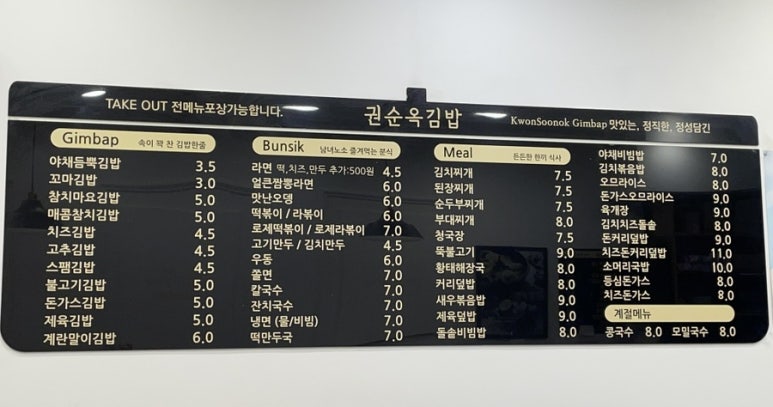 TAKE OUT 전메뉴포장가능합니다.
권순옥김밥
KwonSoonok Gimbap 맛있는, 정직한, 정성담긴
Gimbap 속이 꽉 찬 김밥한줄
야채듬뿍김밥 3.5
꼬마김밥 3.0
참치마요김밥 5.0
매콤참치김밥 5.0
치즈김밥 4.5
고추김밥 4.5
스팸김밥 4.5
불고기김밥 5.0
돈가스김밥 5.0
제육김밥 5.0
계란말이김밥 6.0
Bunsik 남녀노소 즐겨먹는 분식
라면 떡,치즈,만두 추가:500원 4.5
얼큰짬뽕라면 6.0
맛난오뎅 6.0
떡볶이 / 라볶이 6.0
로제떡볶이 / 로제라볶이 7.0
고기만두 / 김치만두 4.5
우동 6.0
쫄면 7.0
칼국수 7.0
잔치국수 7.0
냉면 (물/비빔) 7.0
떡만두국 7.0
Meal 든든한 한끼 식사
김치찌개 7.5
된장찌개 7.5
순두부찌개 7.5
부대찌개 8.0
청국장 7.5
뚝불고기 9.0
황태해장국 8.0
커리덮밥 8.0
새우볶음밥 9.0
제육덮밥 9.0
돌솥비빔밥 8.0
야채비빔밥 7.0
김치볶음밥 8.0
오므라이스 8.0
돈가스오므라이스 9.0
육개장 9.0
김치치즈돌솥 8.0
돈커리덮밥 9.0
치즈돈커리덮밥 11.0
소머리국밥 10.0
등심돈가스 8.0
치즈돈가스 8.0
계절메뉴
콩국수 8.0 모밀국수 8.0